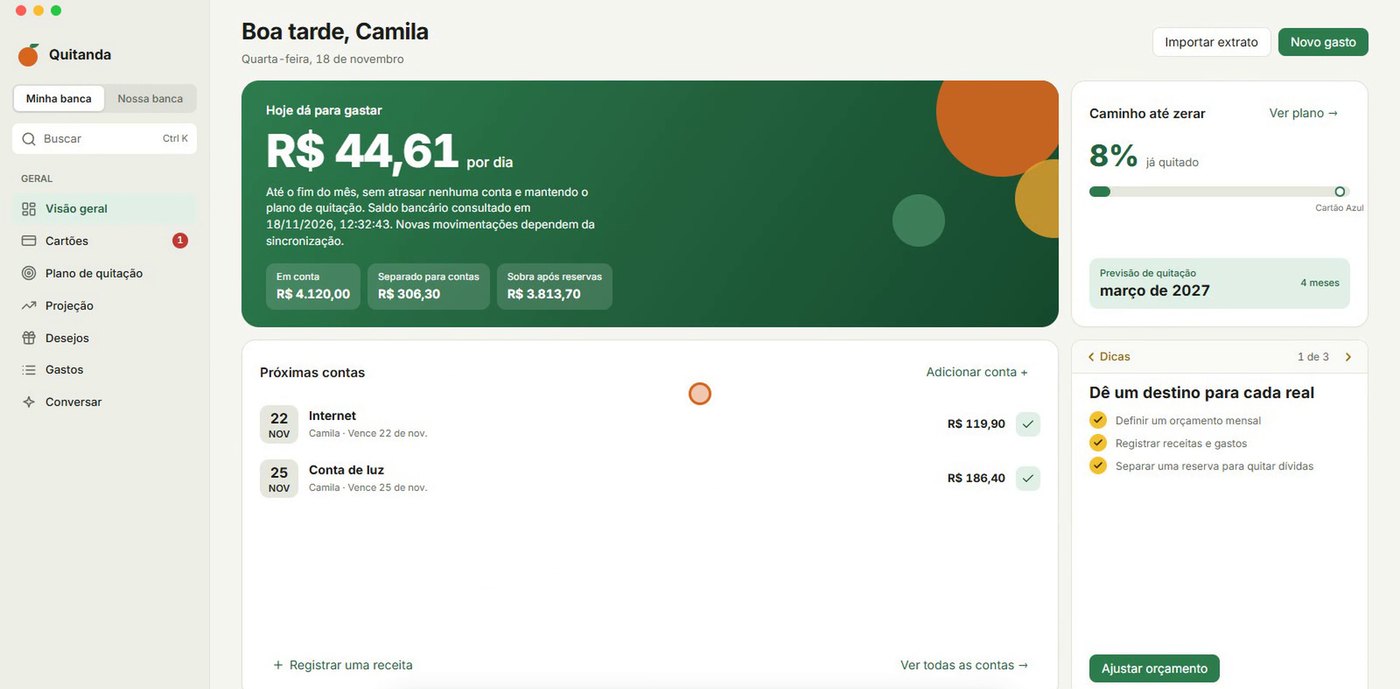 Quitanda
Minha banca
Nossa banca
Buscar
Ctrl K
GERAL
Visão geral
Cartões
1
Plano de quitação
Projeção
Desejos
Gastos
Conversar
Boa tarde, Camila
Quarta-feira, 18 de novembro
Importar extrato
Novo gasto
Hoje dá para gastar
R$ 44,61 por dia
Até o fim do mês, sem atrasar nenhuma conta e mantendo o
plano de quitação. Saldo bancário consultado em
18/11/2026, 12:32:43. Novas movimentações dependem da
sincronização.
Em conta
R$ 4.120,00
Separado para contas
R$ 306,30
Sobra após reservas
R$ 3.813,70
Caminho até zerar
Ver plano →
8% já quitado
Cartão Azul
Previsão de quitação
março de 2027
4 meses
Próximas contas
Adicionar conta +
22
NOV
Internet
Camila · Vence 22 de nov.
R$ 119,90
25
NOV
Conta de luz
Camila · Vence 25 de nov.
R$ 186,40
+ Registrar uma receita
Ver todas as contas →
Dicas
1 de 3
Dê um destino para cada real
Definir um orçamento mensal
Registrar receitas e gastos
Separar uma reserva para quitar dívidas
Ajustar orçamento